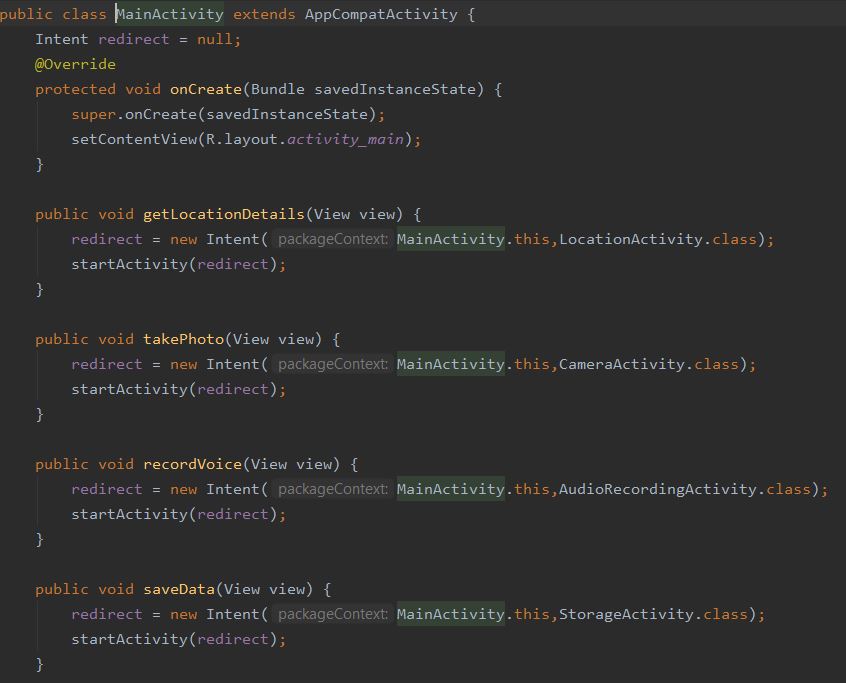 public class MainActivity extends AppCompatActivity {
    Intent redirect = null;
    @Override
    protected void onCreate(Bundle savedInstanceState) {
        super.onCreate(savedInstanceState);
        setContentView(R.layout.activity_main);
    }

    public void getLocationDetails(View view) {
        redirect = new Intent( packageContext: MainActivity.this,LocationActivity.class);
        startActivity(redirect);
    }

    public void takePhoto(View view) {
        redirect = new Intent( packageContext: MainActivity.this,CameraActivity.class);
        startActivity(redirect);
    }

    public void recordVoice(View view) {
        redirect = new Intent( packageContext: MainActivity.this,AudioRecordingActivity.class);
        startActivity(redirect);
    }

    public void saveData(View view) {
        redirect = new Intent( packageContext: MainActivity.this,StorageActivity.class);
        startActivity(redirect);
    }